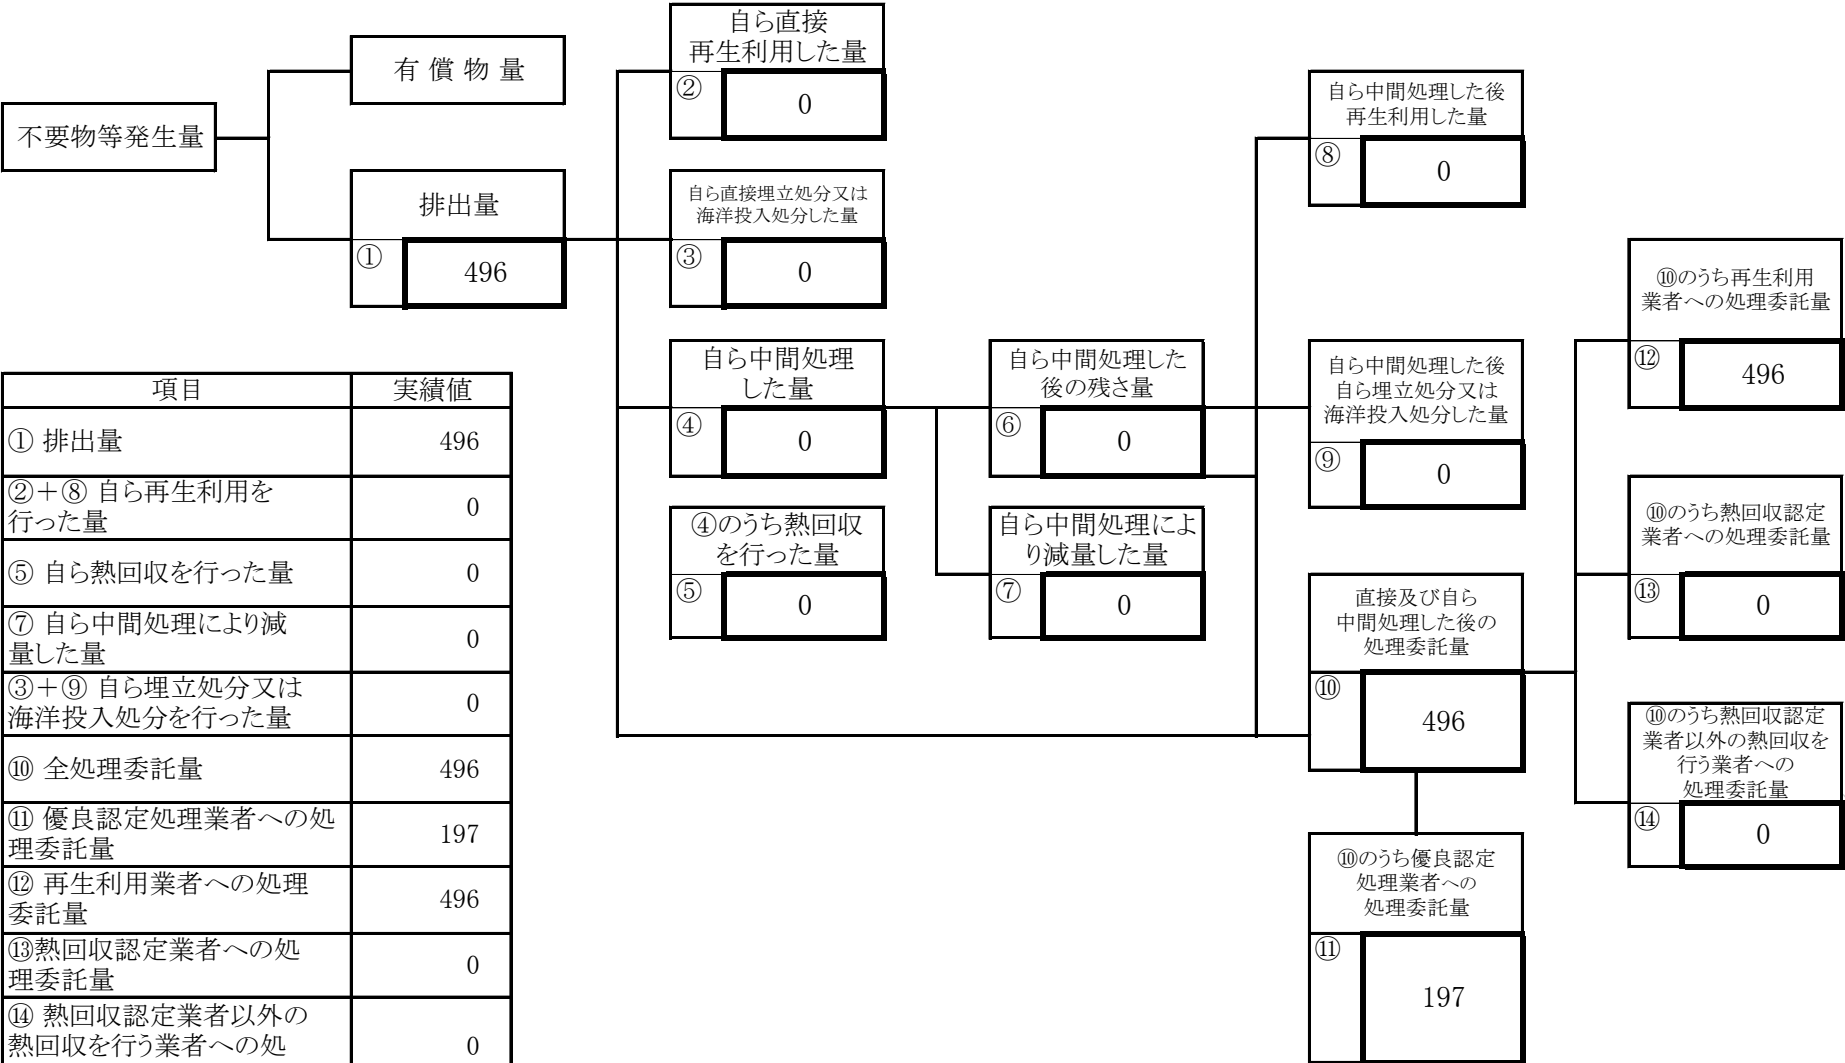 不要物等発生量
有 償 物 量
排出量
①
496
自ら直接
再生利用した量
②
0
自ら直接埋立処分又は
海洋投入処分した量
③
0
自ら中間処理
した量
④
0
④のうち熱回収
を行った量
⑤
0
自ら中間処理した
後の残さ量
⑥
0
自ら中間処理によ
り減量した量
⑦
0
自ら中間処理した後
再生利用した量
⑧
0
自ら中間処理した後
自ら埋立処分又は
海洋投入処分した量
⑨
0
直接及び自ら
中間処理した後の
処理委託量
⑩
496
⑩のうち優良認定
処理業者への
処理委託量
⑪
197
⑩のうち再生利用
業者への処理委託量
⑫
496
⑩のうち熱回収認定
業者への処理委託量
⑬
0
⑩のうち熱回収認定
業者以外の熱回収を
行う業者への
処理委託量
⑭
0
項目 実績値
① 排出量 496
②＋⑧ 自ら再生利用を
行った量 0
⑤ 自ら熱回収を行った量 0
⑦ 自ら中間処理により減
量した量 0
③＋⑨ 自ら埋立処分又は
海洋投入処分を行った量 0
⑩ 全処理委託量 496
⑪ 優良認定処理業者への処
理委託量 197
⑫ 再生利用業者への処理
委託量 496
⑬熱回収認定業者への処
理委託量 0
⑭ 熱回収認定業者以外の
熱回収を行う業者への処 0